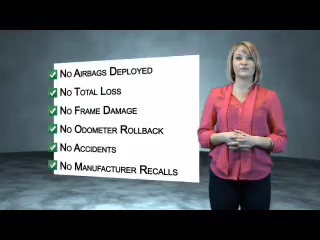 No Airbags Deployed
No Total Loss
No Frame Damage
No Odometer Rollback
No Accidents
No Manufacturer Recalls